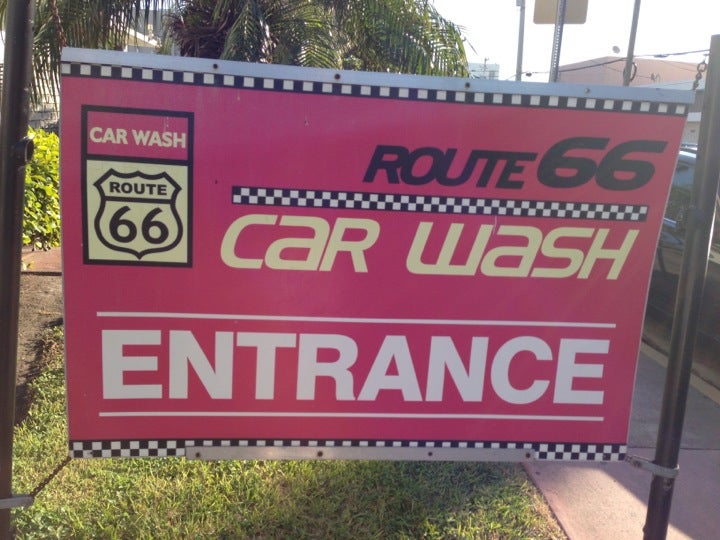 CAR WASH
ROUTE
66
ROUTE 66
CAR WASH
ENTRANCE